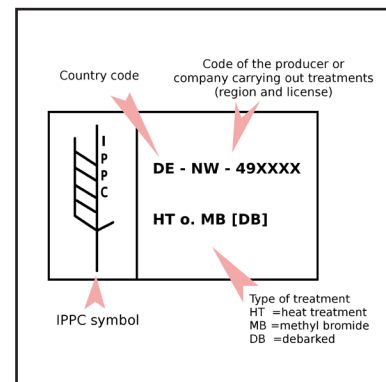 Country code
Code of the producer or
company carrying out treatments
(region and license)
I
P
P
C
DE - NW - 49XXXX
HT o. MB [DB]
IPPC symbol
Type of treatment
HT =heat treatment
MB =methyl bromide
DB =debarked